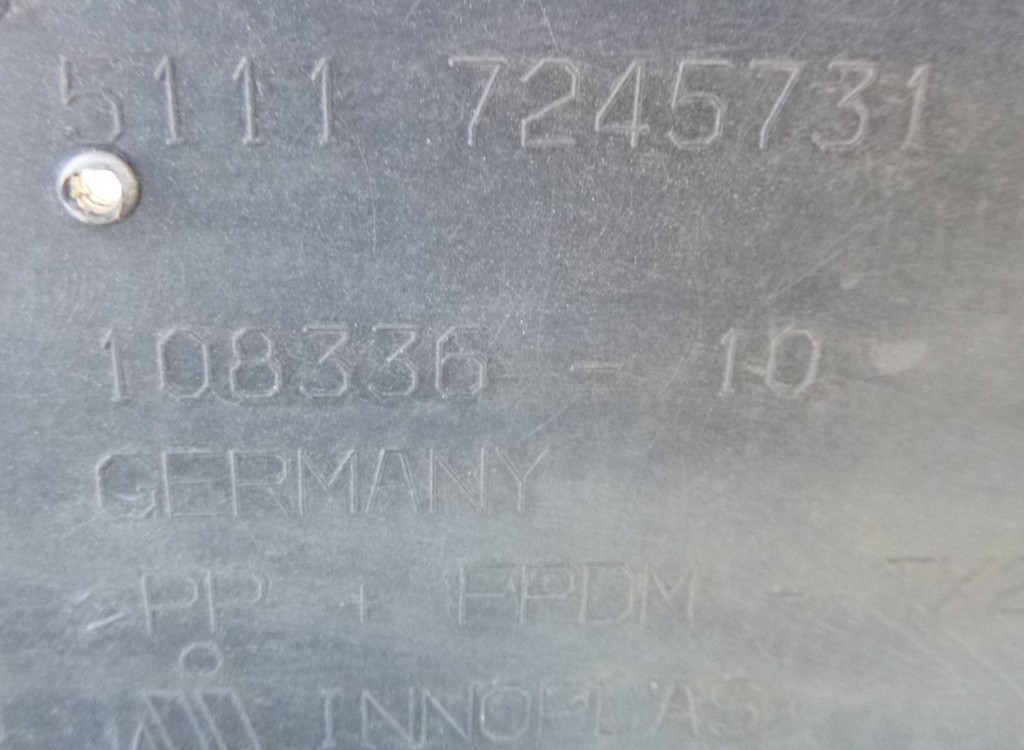 5111 7245731
108336 - 10
GERMANY
>PP + EPDM - T
INNOPLAS